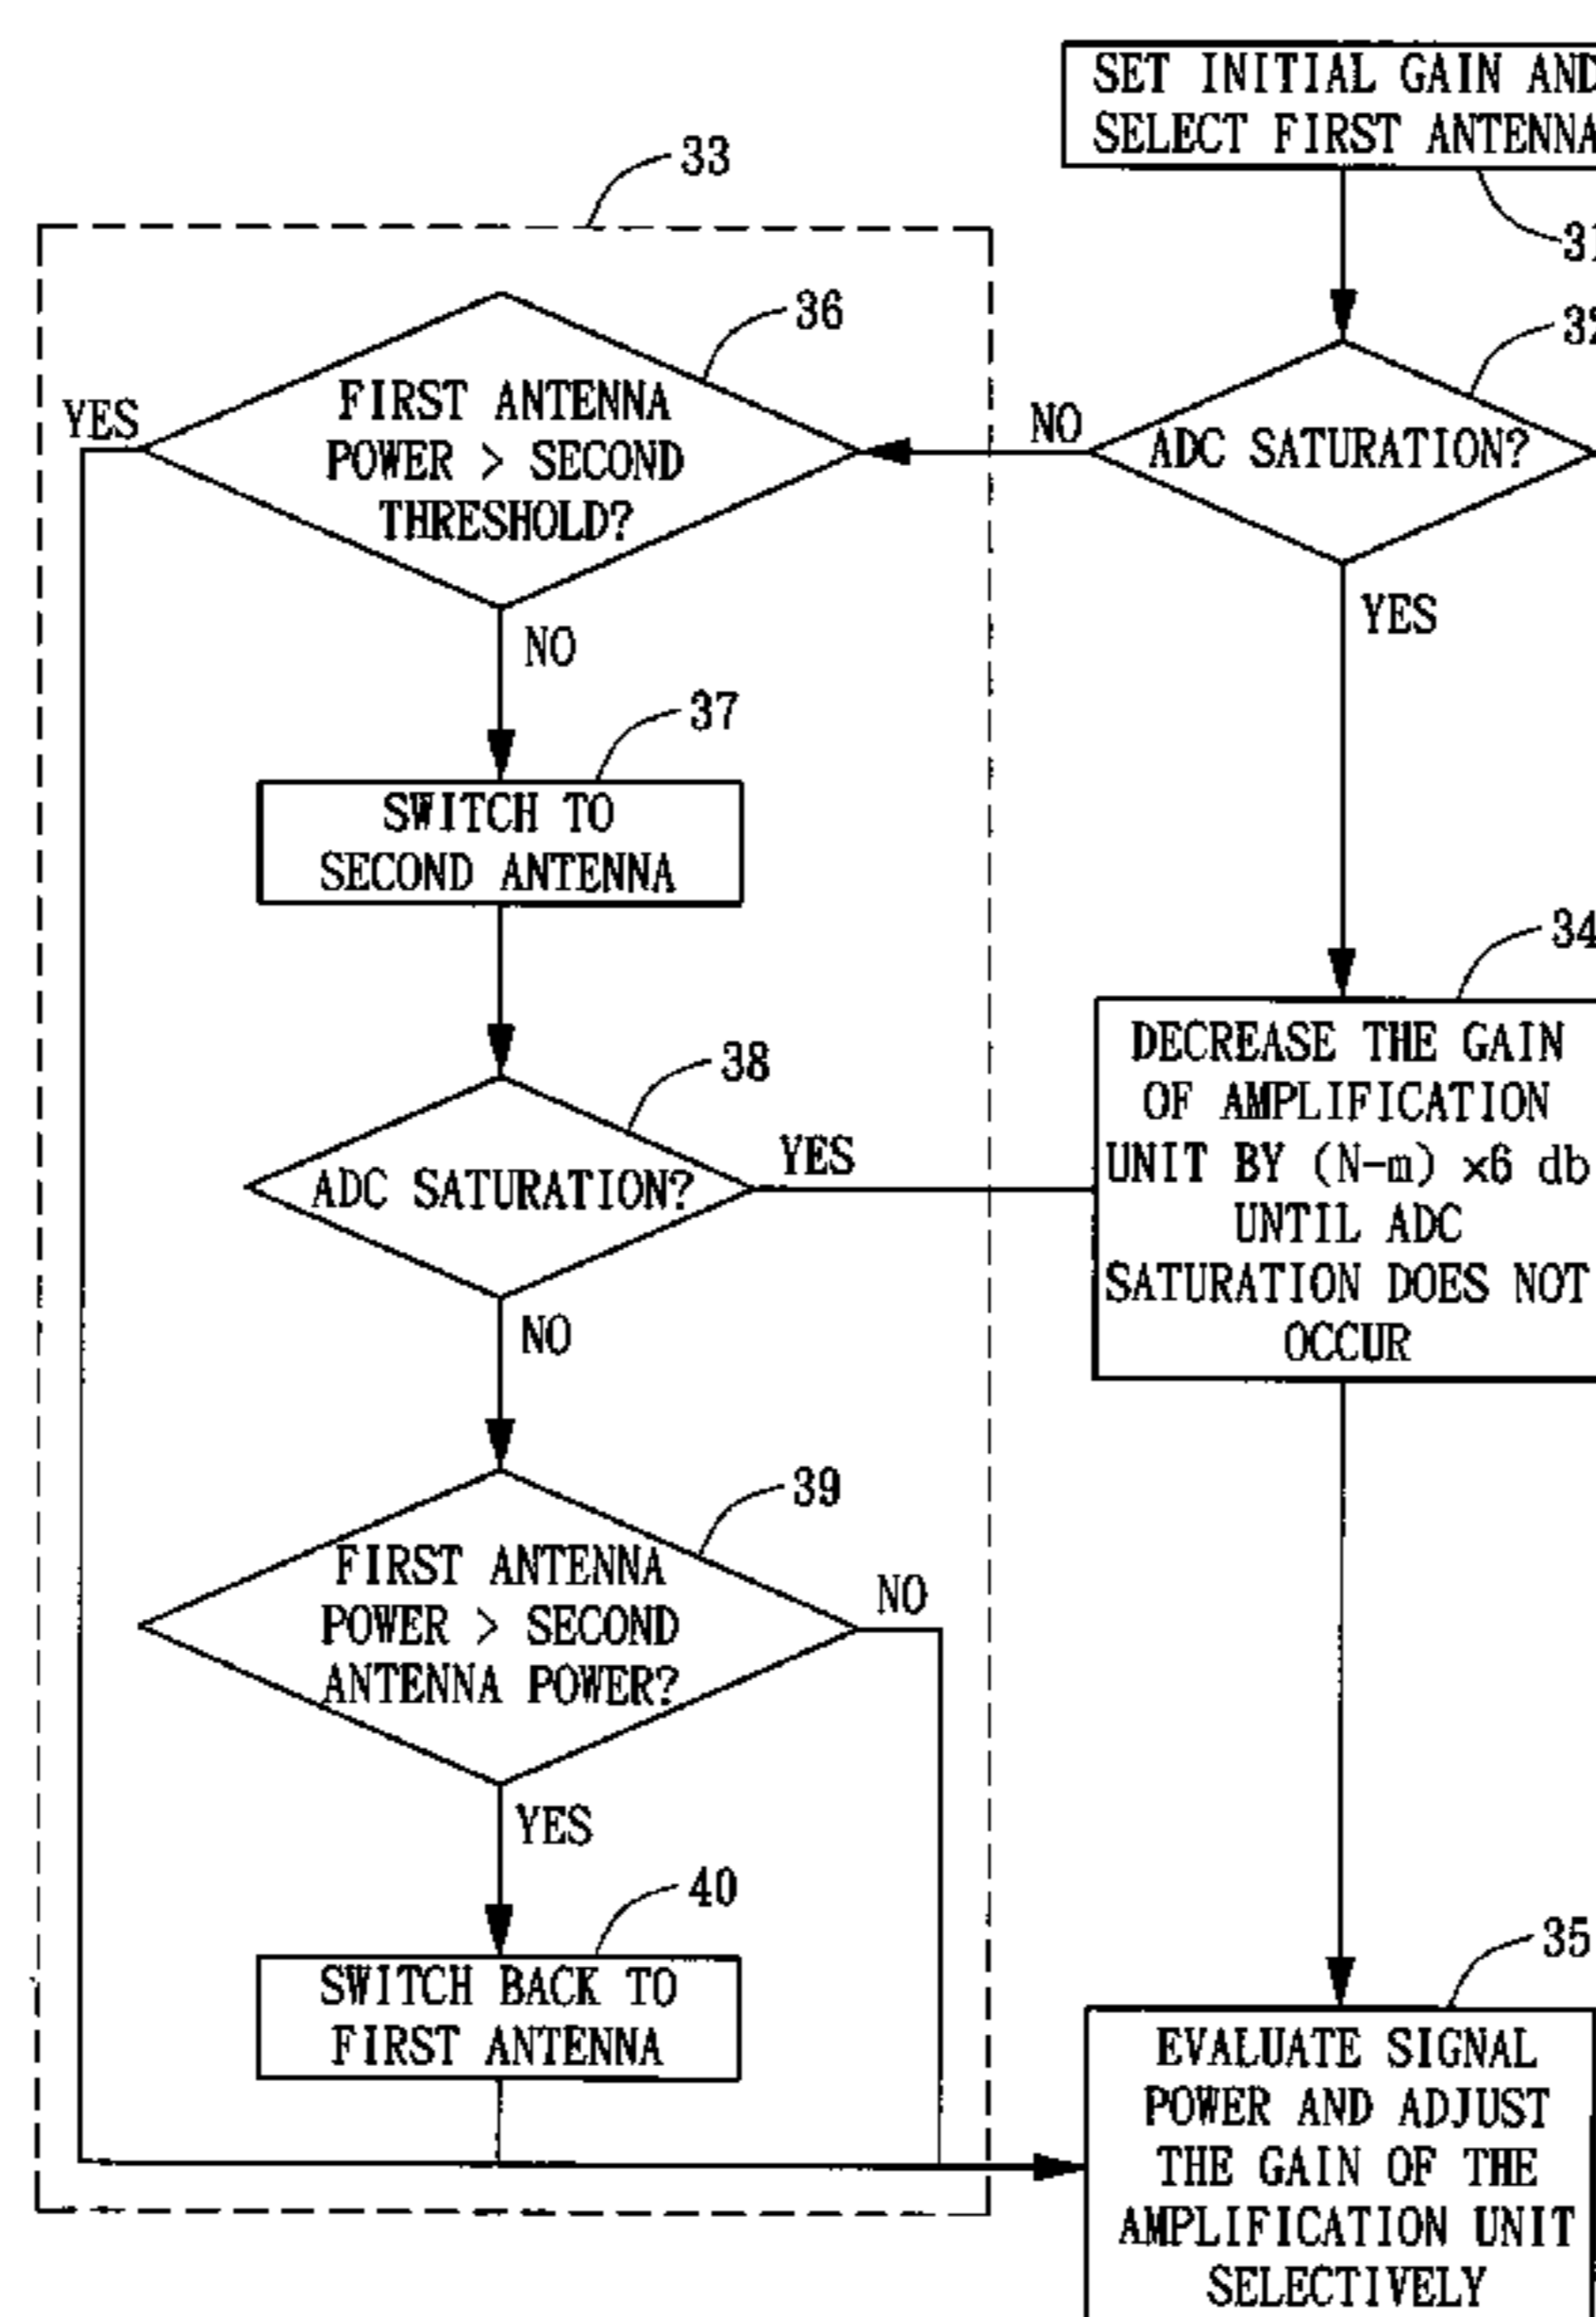 SET INITIAL GAIN AND
SELECT FIRST ANTENNA
31
33
36
32
FIRST ANTENNA
POWER > SECOND
THRESHOLD?
YES
NO
ADC SATURATION?
NO
YES
37
SWITCH TO
SECOND ANTENNA
34
38
ADC SATURATION?
YES
NO
DECREASE THE GAIN
OF AMPLIFICATION
UNIT BY (N-m) ×6 db
UNTIL ADC
SATURATION DOES NOT
OCCUR
39
FIRST ANTENNA
POWER > SECOND
ANTENNA POWER?
NO
YES
40
SWITCH BACK TO
FIRST ANTENNA
35
EVALUATE SIGNAL
POWER AND ADJUST
THE GAIN OF THE
AMPLIFICATION UNIT
SELECTIVELY